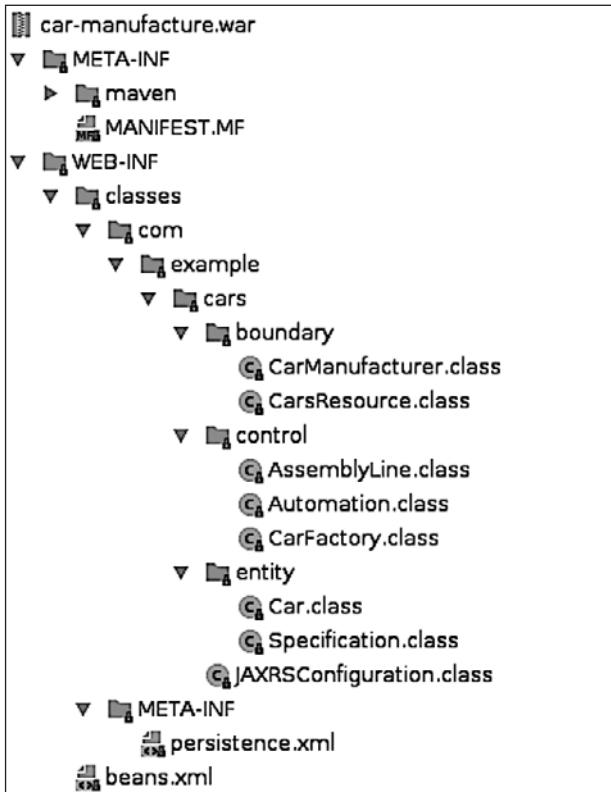 car-manufacture.war
META-INF
maven
MANIFEST.MF
WEB-INF
classes
com
example
cars
boundary
CarManufacturer.class
CarsResource.class
control
AssemblyLine.class
Automation.class
CarFactory.class
entity
Car.class
Specification.class
JAXRSConfiguration.class
META-INF
persistence.xml
beans.xml